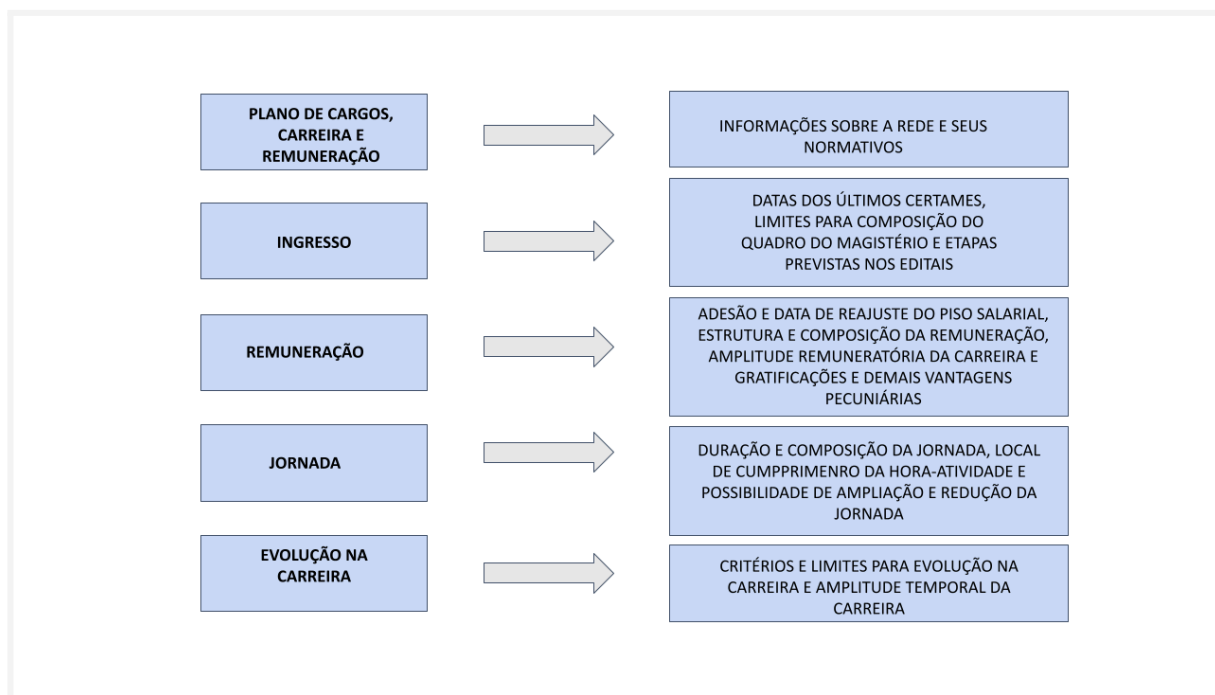 PLANO DE CARGOS,
CARREIRA E
REMUNERAÇÃO
INFORMAÇÕES SOBRE A REDE E SEUS
NORMATIVOS
INGRESSO
DATAS DOS ÚLTIMOS CERTAMES,
LIMITES PARA COMPOSIÇÃO DO
QUADRO DO MAGISTÉRIO E ETAPAS
PREVISTAS NOS EDITAIS
REMUNERAÇÃO
ADESÃO E DATA DE REAJUSTE DO PISO SALARIAL,
ESTRUTURA E COMPOSIÇÃO DA REMUNERAÇÃO,
AMPLITUDE REMUNERATÓRIA DA CARREIRA E
GRATIFICAÇÕES E DEMAIS VANTAGENS
PECUNIÁRIAS
JORNADA
DURAÇÃO E COMPOSIÇÃO DA JORNADA, LOCAL
DE CUMPPRIMENRO DA HORA-ATIVIDADE E
POSSIBILIDADE DE AMPLIAÇÃO E REDUÇÃO DA
JORNADA
EVOLUÇÃO NA
CARREIRA
CRITÉRIOS E LIMITES PARA EVOLUÇÃO NA
CARREIRA E AMPLITUDE TEMPORAL DA
CARREIRA